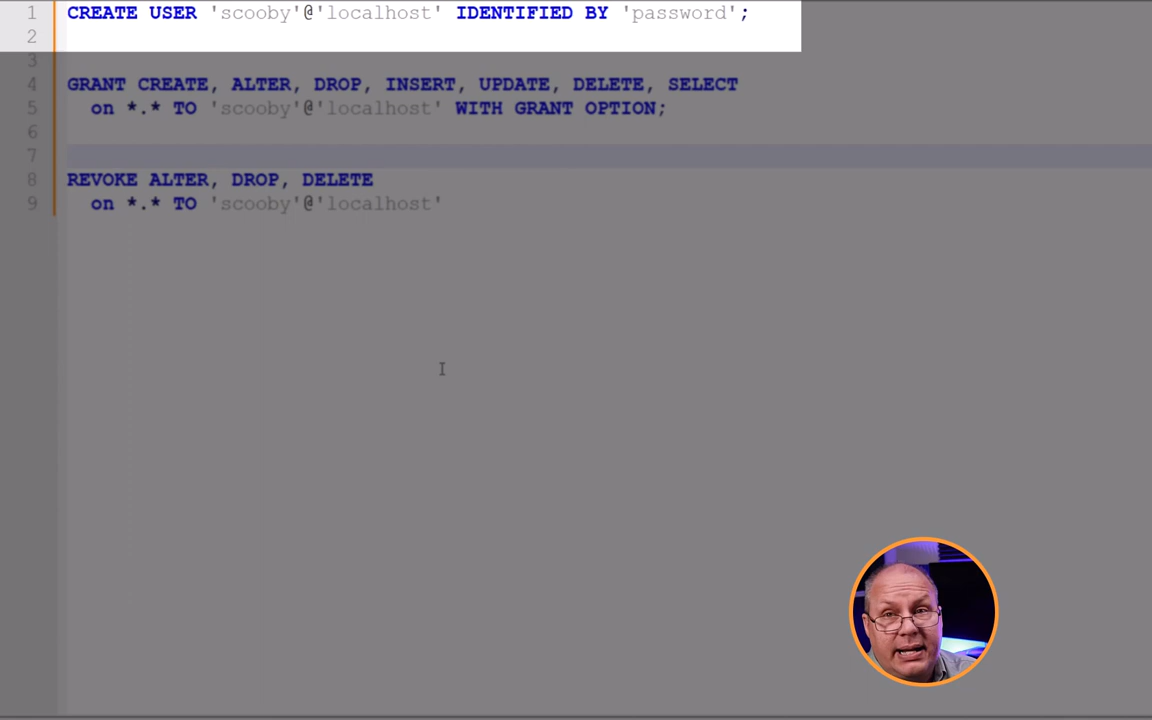 1 CREATE USER 'scooby'@'localhost' IDENTIFIED BY 'password';
2
3
4 GRANT CREATE, ALTER, DROP, INSERT, UPDATE, DELETE, SELECT
5 on *.* TO 'scooby'@'localhost' WITH GRANT OPTION;
6
7
8 REVOKE ALTER, DROP, DELETE
9 on *.* TO 'scooby'@'localhost'